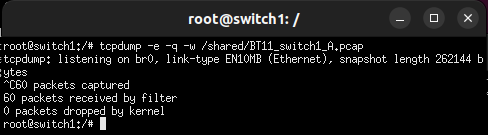 root@switch1: /
root@switch1:/# tcpdump -e -q -w /shared/BT11_switch1_A.pcap
tcpdump: listening on br0, link-type EN10MB (Ethernet), snapshot length 262144 b
ytes
^C60 packets captured
60 packets received by filter
0 packets dropped by kernel
root@switch1:/#